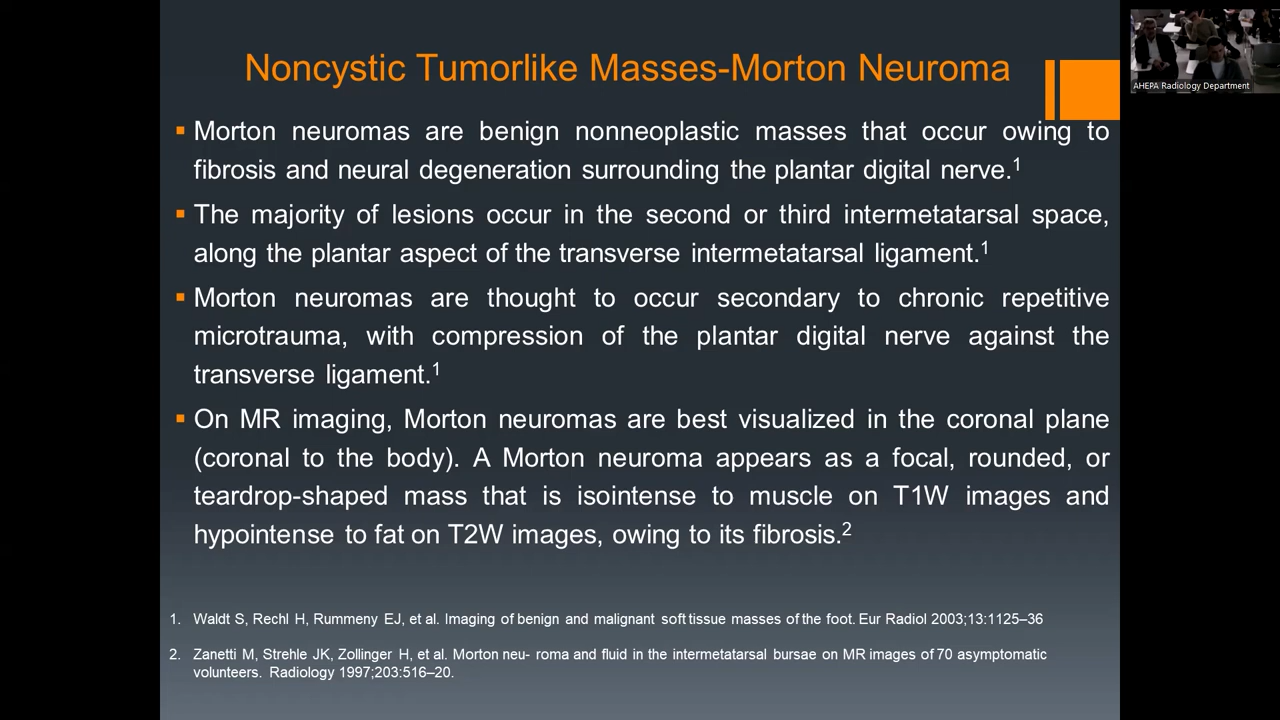 Noncystic Tumorlike Masses-Morton Neuroma
AHEPA Radiology Department
▪ Morton neuromas are benign nonneoplastic masses that occur owing to
fibrosis and neural degeneration surrounding the plantar digital nerve.1
▪ The majority of lesions occur in the second or third intermetatarsal space,
along the plantar aspect of the transverse intermetatarsal ligament.1
▪ Morton neuromas are thought to occur secondary to chronic repetitive
microtrauma, with compression of the plantar digital nerve against the
transverse ligament.1
▪ On MR imaging, Morton neuromas are best visualized in the coronal plane
(coronal to the body). A Morton neuroma appears as a focal, rounded, or
teardrop-shaped mass that is isointense to muscle on T1W images and
hypointense to fat on T2W images, owing to its fibrosis.2
1. Waldt S, Rechl H, Rummeny EJ, et al. Imaging of benign and malignant soft tissue masses of the foot. Eur Radiol 2003;13:1125–36
2. Zanetti M, Strehle JK, Zollinger H, et al. Morton neu- roma and fluid in the intermetatarsal bursae on MR images of 70 asymptomatic
volunteers. Radiology 1997;203:516–20.